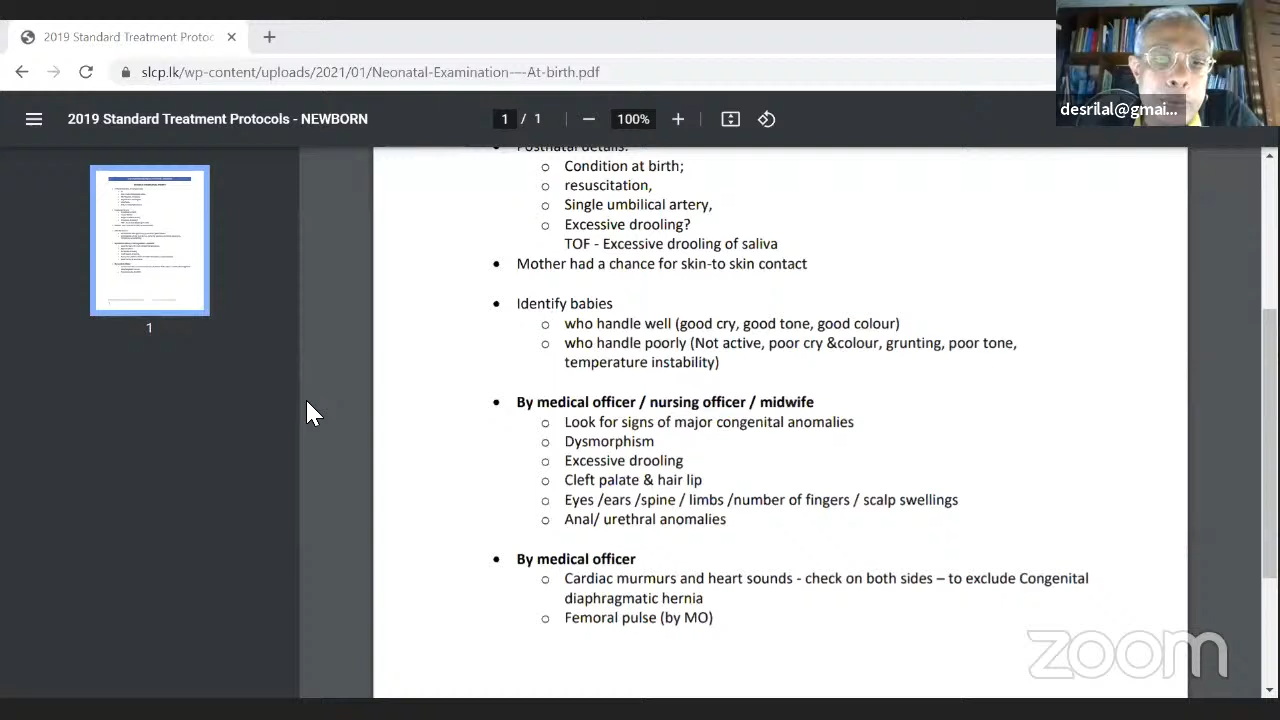 2019 Standard Treatment Protoc
slcp.lk/wp-content/uploads/2021/01/Neonatal-Examination----At-birth.pdf
desrilal@gmai...
2019 Standard Treatment Protocols - NEWBORN
1 / 1
100%
1
Postnatal details:
Condition at birth;
resuscitation,
Single umbilical artery,
excessive drooling?
TOF - Excessive drooling of saliva
Mother had a chance for skin-to skin contact
Identify babies
who handle well (good cry, good tone, good colour)
who handle poorly (Not active, poor cry &colour, grunting, poor tone,
temperature instability)
By medical officer / nursing officer / midwife
Look for signs of major congenital anomalies
Dysmorphism
Excessive drooling
Cleft palate & hair lip
Eyes /ears /spine / limbs /number of fingers / scalp swellings
Anal/ urethral anomalies
By medical officer
Cardiac murmurs and heart sounds - check on both sides – to exclude Congenital
diaphragmatic hernia
Femoral pulse (by MO)
zoom